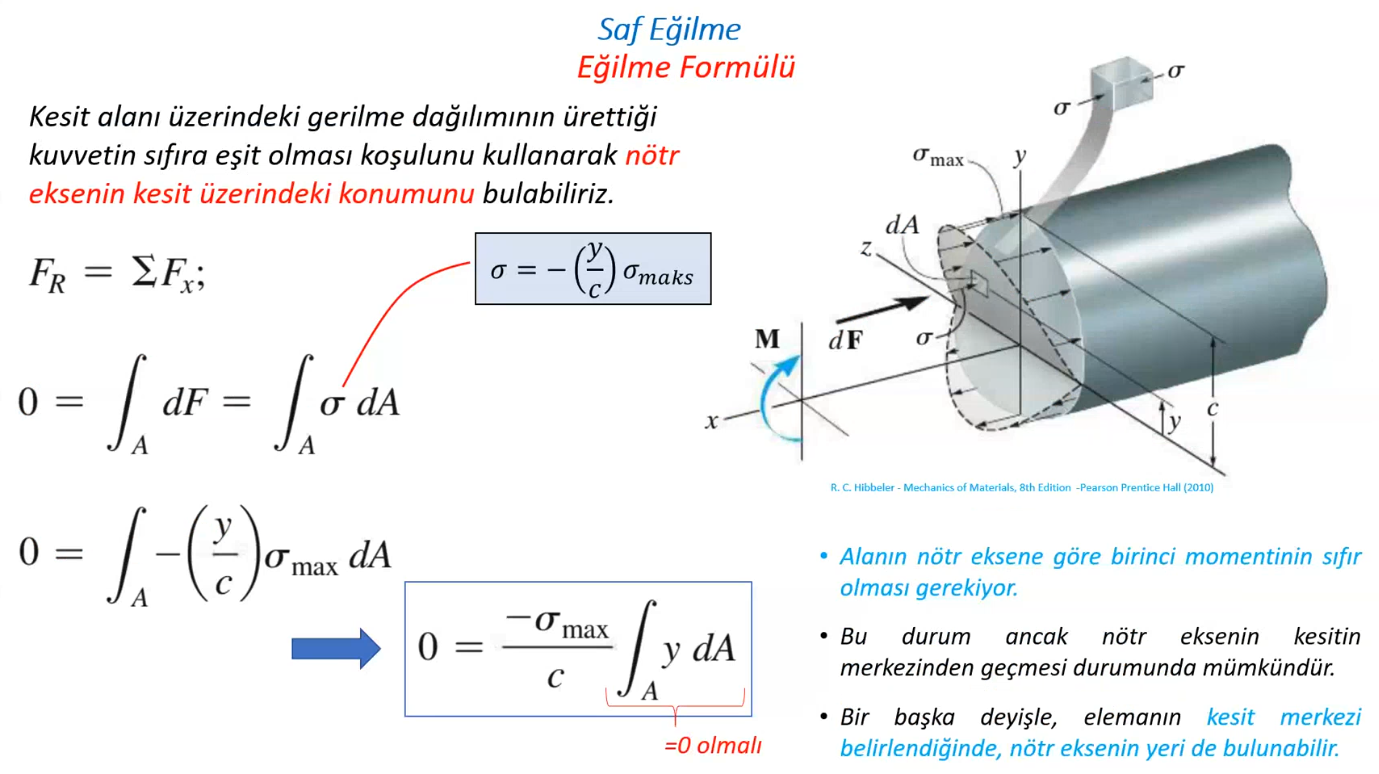 Saf Eğilme
Eğilme Formülü
Kesit alanı üzerindeki gerilme dağılımının ürettiği
kuvvetin sıfıra eşit olması koşulunu kullanarak nötr
eksenin kesit üzerindeki konumunu bulabiliriz.
F_R = ΣF_x;
σ = −(y/c) σ_maks
0 = ∫_A dF = ∫_A σ dA
0 = ∫_A −(y/c)σ_max dA
0 = −σ_max/c ∫_A y dA
=0 olmalı
σ
σ
σ_max
y
dA
z
M
dF
σ
x
y
c
R. C. Hibbeler - Mechanics of Materials, 8th Edition -Pearson Prentice Hall (2010)
• Alanın nötr eksene göre birinci momentinin sıfır
olması gerekiyor.
• Bu durum ancak nötr eksenin kesitin
merkezinden geçmesi durumunda mümkündür.
• Bir başka deyişle, elemanın kesit merkezi
belirlendiğinde, nötr eksenin yeri de bulunabilir.